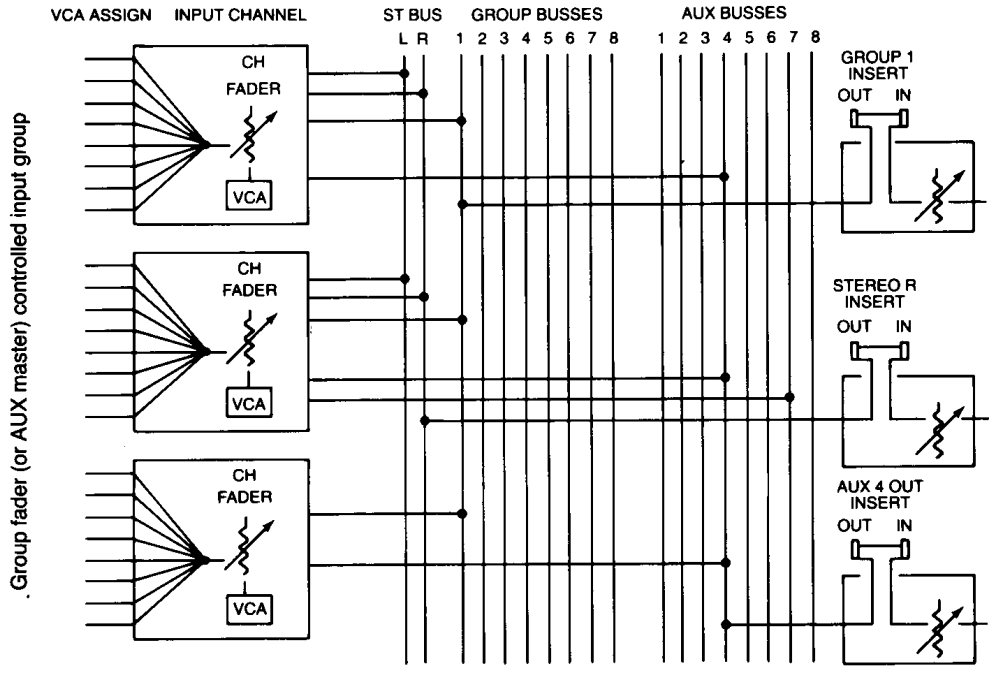 VCA ASSIGN INPUT CHANNEL ST BUS GROUP BUSSES AUX BUSSES
L R 1 2 3 4 5 6 7 8 1 2 3 4 5 6 7 8
CH
FADER
VCA
GROUP 1
INSERT
OUT IN
CH
FADER
VCA
STEREO R
INSERT
OUT IN
CH
FADER
VCA
AUX 4 OUT
INSERT
OUT IN
Group fader (or AUX master) controlled input group